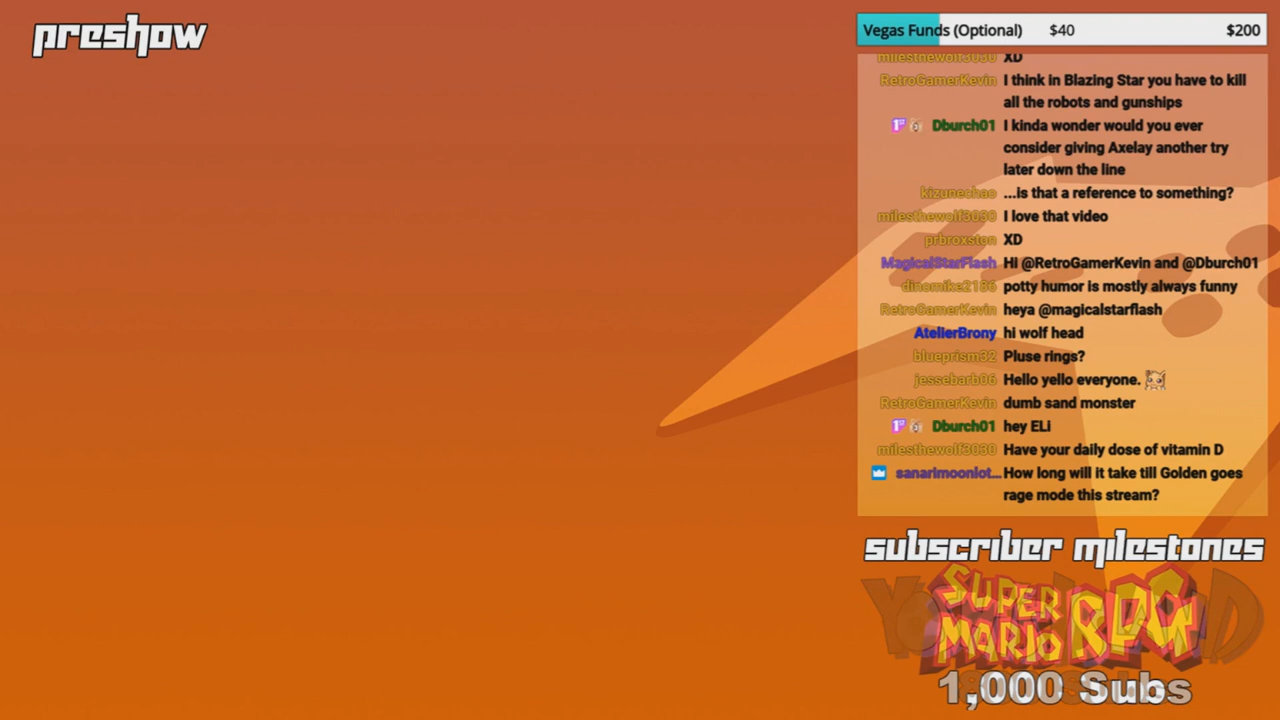 preshow
Vegas Funds (Optional) $40 $200
milesthewolf3030 XD
RetroGamerKevin I think in Blazing Star you have to kill
all the robots and gunships
Dburch01 I kinda wonder would you ever
consider giving Axelay another try
later down the line
kizunechao ...is that a reference to something?
milesthewolf3030 I love that video
prbroxston XD
MagicalStarFlash Hi @RetroGamerKevin and @Dburch01
dinomike2186 potty humor is mostly always funny
RetroGamerKevin heya @magicalstarflash
AtelierBrony hi wolf head
blueprism32 Pluse rings?
jessebarb06 Hello yello everyone.
RetroGamerKevin dumb sand monster
Dburch01 hey ELi
milesthewolf3030 Have your daily dose of vitamin D
sanarimoonlot... How long will it take till Golden goes
rage mode this stream?
subscriber milestones
SUPER
MARIO RPG
1,000 Subs